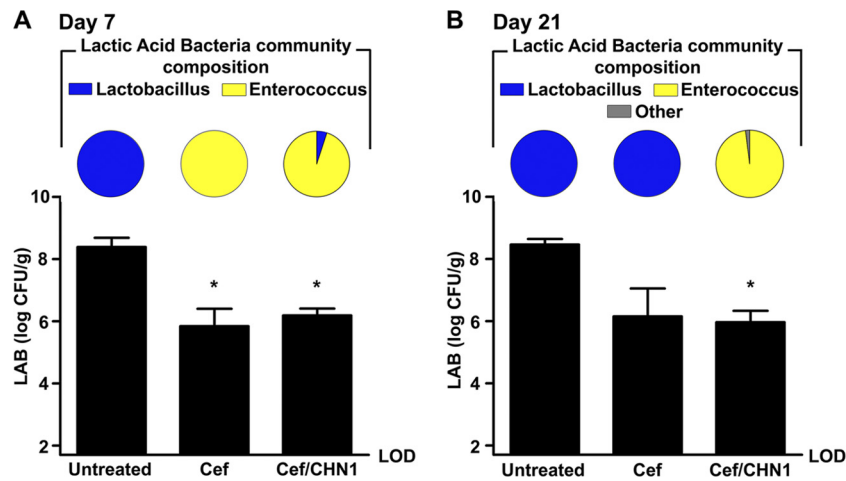 A Day 7
Lactic Acid Bacteria community
composition
Lactobacillus Enterococcus
10
8
6
4
2
LAB (log CFU/g)
*
*
LOD
Untreated Cef Cef/CHN1
B Day 21
Lactic Acid Bacteria community
composition
Lactobacillus Enterococcus
Other
10
8
6
4
2
LAB (log CFU/g)
*
LOD
Untreated Cef Cef/CHN1